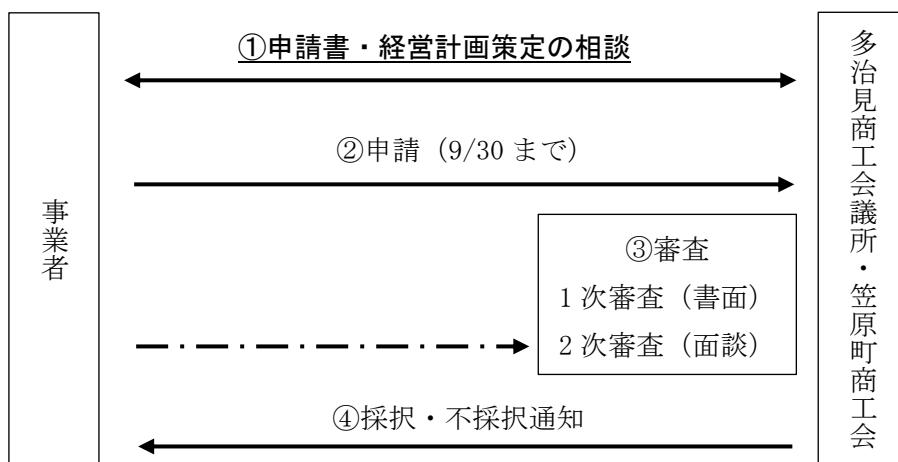 ①申請書・経営計画策定の相談
②申請（9/30 まで）
事業者
③審査
1 次審査（書面）
2 次審査（面談）
④採択・不採択通知
多治見商工会議所・笠原町商工会